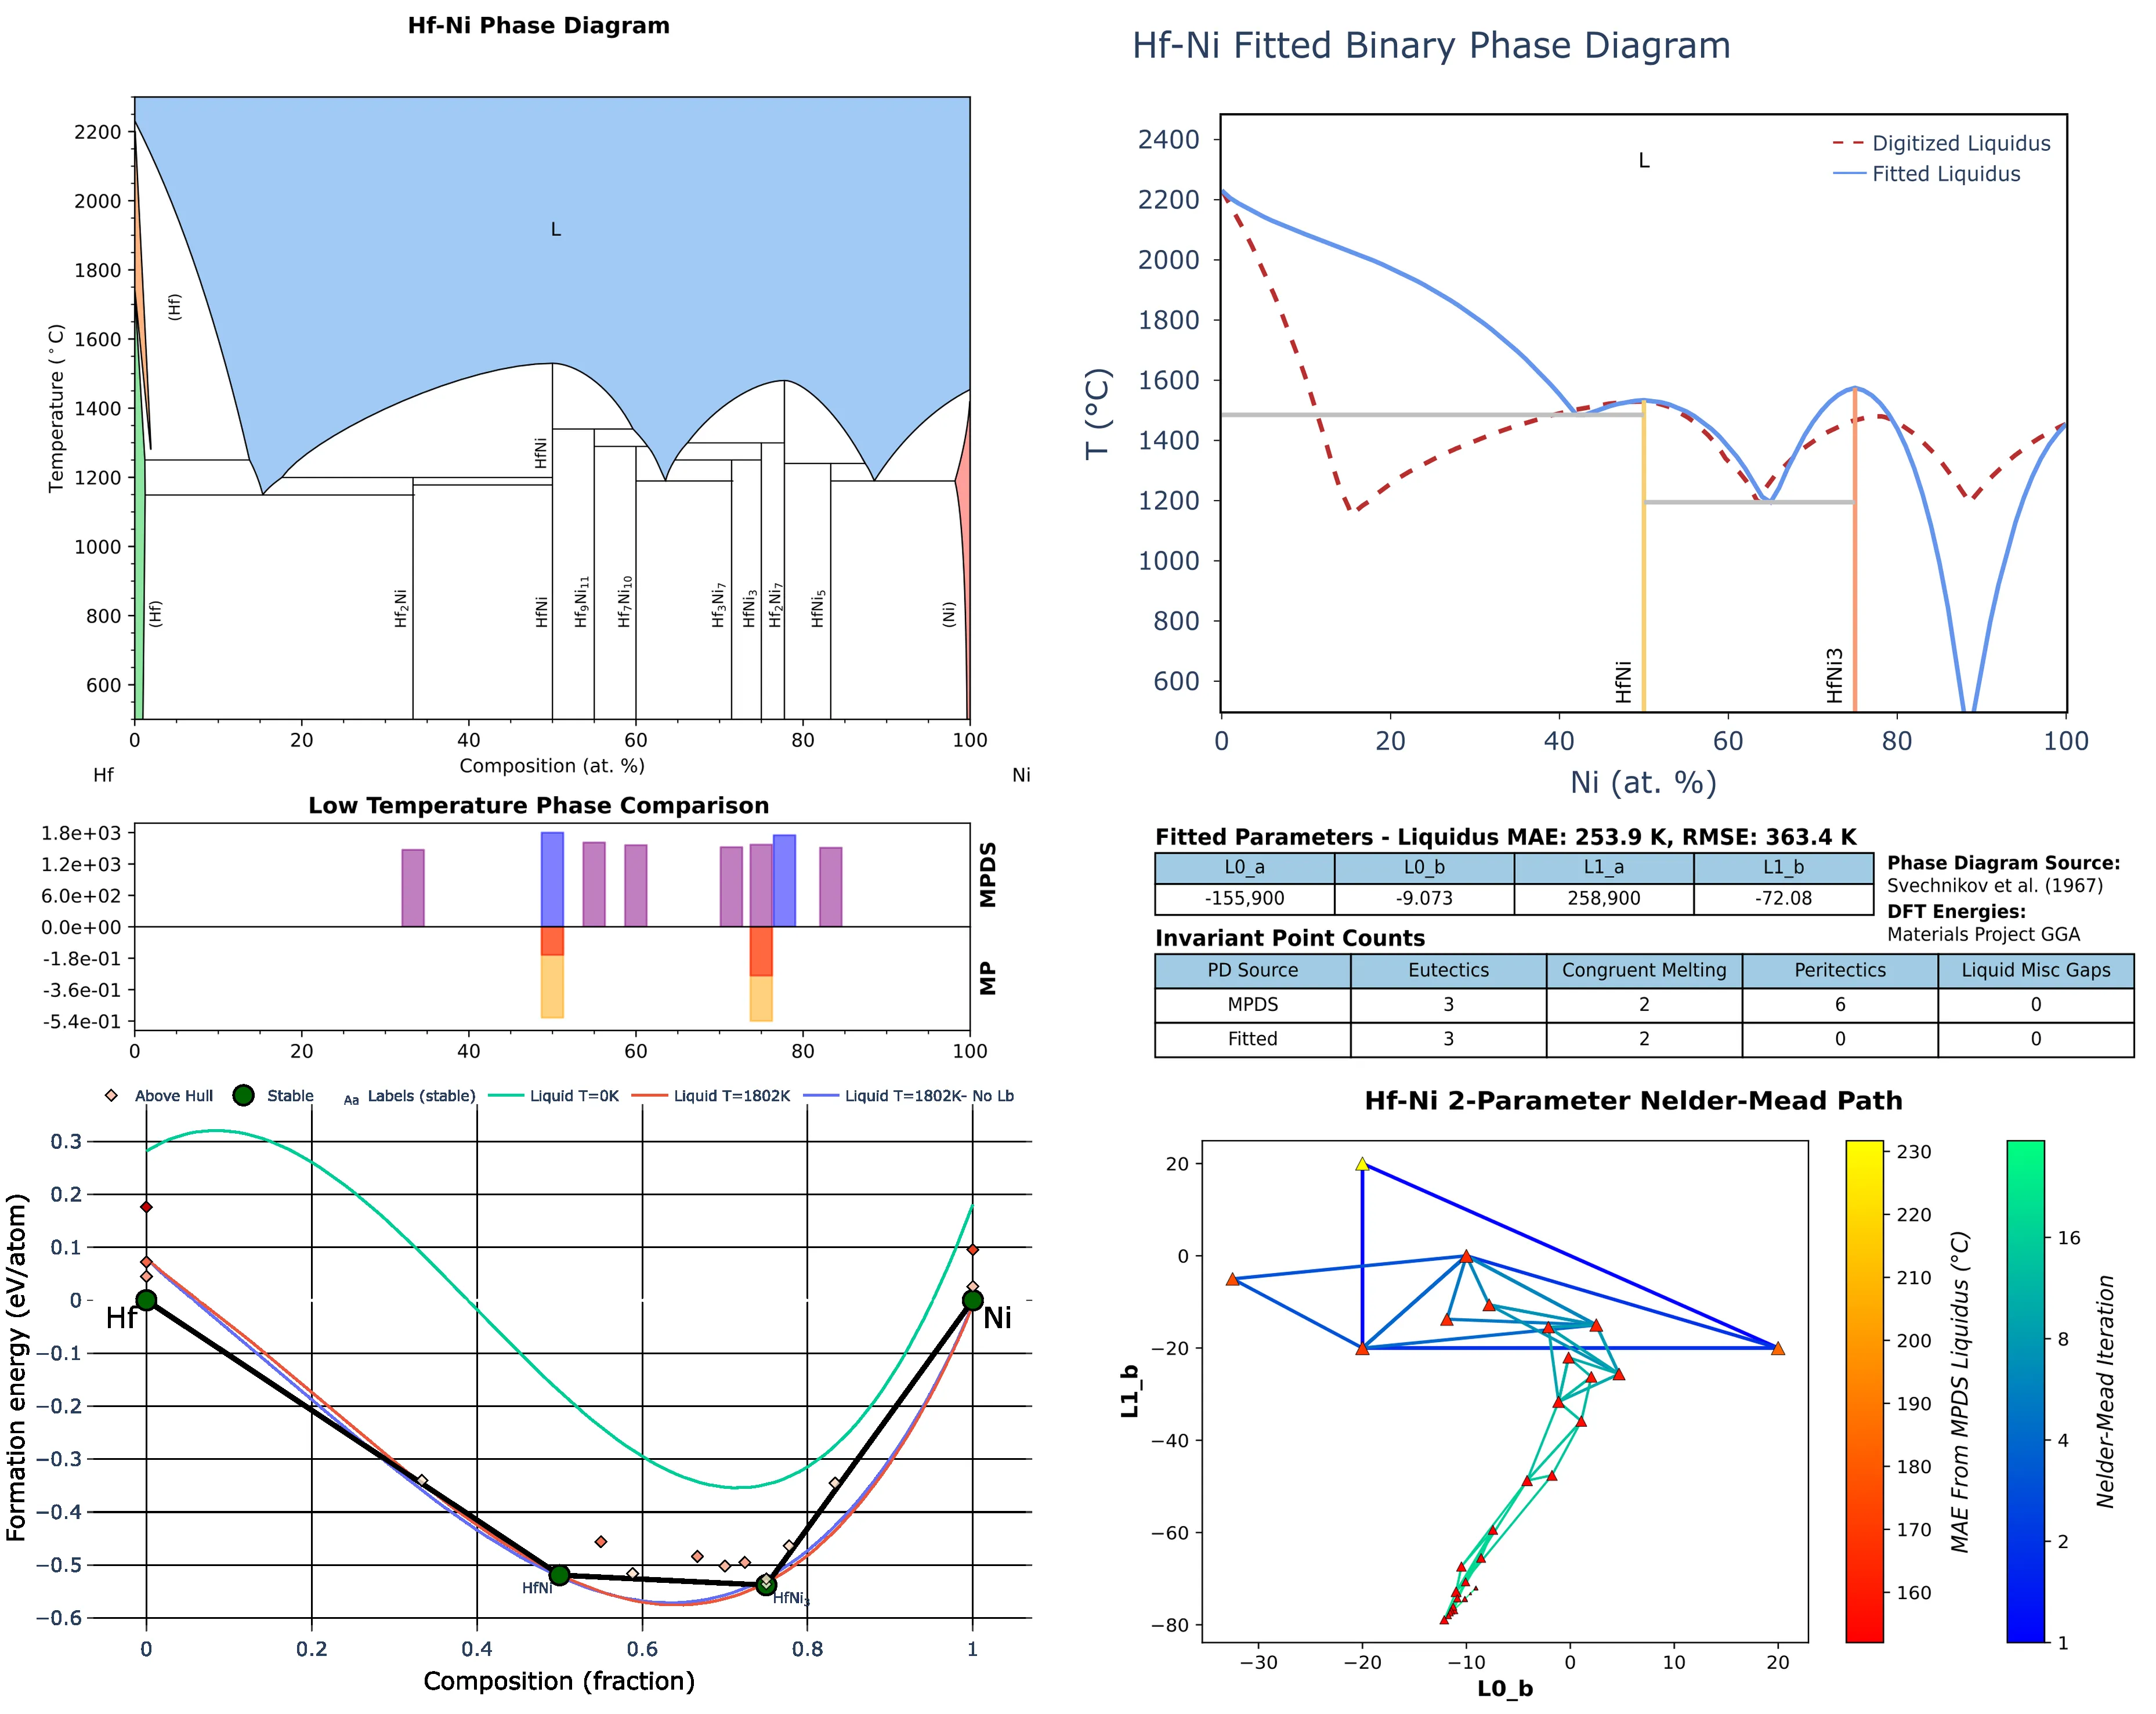 Hf-Ni Phase Diagram
2200
2000
1800
1600
1400
1200
1000
800
600
Temperature (°C)
L
(Hf)
(Hf)
Hf2Ni
HfNi
HfNi
Hf9Ni11
Hf7Ni10
Hf3Ni7
HfNi3
Hf2Ni7
HfNi5
(Ni)
0 20 40 60 80 100
Composition (at. %)
Hf Ni
Hf-Ni Fitted Binary Phase Diagram
2400
2200
2000
1800
1600
1400
1200
1000
800
600
T (°C)
L
Digitized Liquidus
Fitted Liquidus
HfNi
HfNi3
0 20 40 60 80 100
Ni (at. %)
Low Temperature Phase Comparison
1.8e+03
1.2e+03
6.0e+02
0.0e+00
-1.8e-01
-3.6e-01
-5.4e-01
MPDS
MP
0 20 40 60 80 100
Fitted Parameters - Liquidus MAE: 253.9 K, RMSE: 363.4 K
L0_a L0_b L1_a L1_b
-155,900 -9.073 258,900 -72.08
Phase Diagram Source:
Svechnikov et al. (1967)
DFT Energies:
Materials Project GGA
Invariant Point Counts
PD Source Eutectics Congruent Melting Peritectics Liquid Misc Gaps
MPDS 3 2 6 0
Fitted 3 2 0 0
Above Hull Stable Aa Labels (stable) Liquid T=0K Liquid T=1802K Liquid T=1802K- No Lb
0.3
0.2
0.1
0
−0.1
−0.2
−0.3
−0.4
−0.5
−0.6
Formation energy (eV/atom)
Hf
Ni
HfNi
HfNi3
0 0.2 0.4 0.6 0.8 1
Composition (fraction)
Hf-Ni 2-Parameter Nelder-Mead Path
20
0
−20
−40
−60
−80
L1_b
−30 −20 −10 0 10 20
L0_b
230
220
210
200
190
180
170
160
MAE From MPDS Liquidus (°C)
16
8
4
2
1
Nelder-Mead Iteration